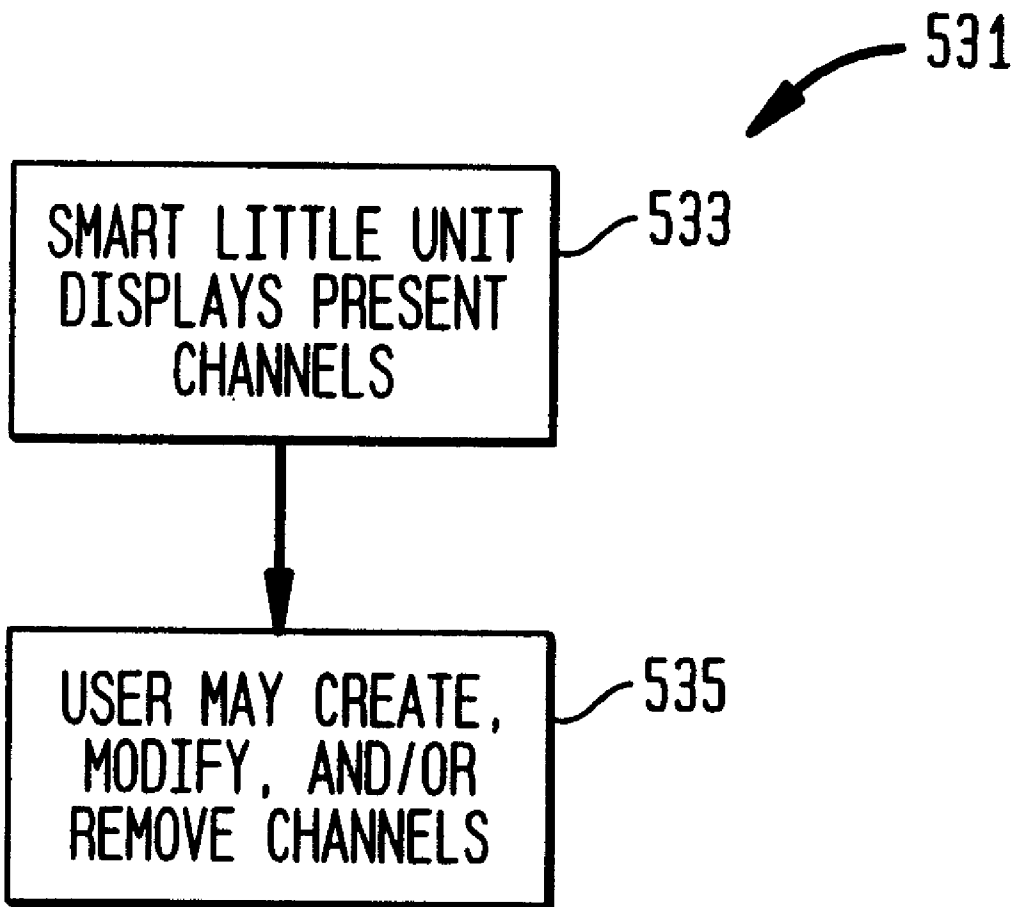 531
SMART LITTLE UNIT
DISPLAYS PRESENT
CHANNELS
533
USER MAY CREATE,
MODIFY, AND/OR
REMOVE CHANNELS
535